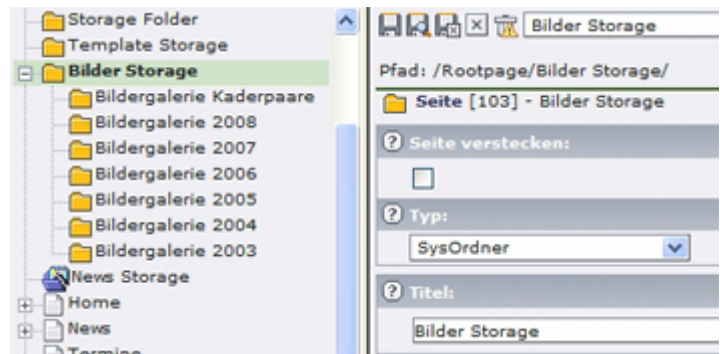 Storage Folder
Template Storage
Bilder Storage
Bildergalerie Kaderpaare
Bildergalerie 2008
Bildergalerie 2007
Bildergalerie 2006
Bildergalerie 2005
Bildergalerie 2004
Bildergalerie 2003
News Storage
Home
News
Termine
Bilder Storage
Pfad: /Rootpage/Bilder Storage/
Seite [103] - Bilder Storage
Seite verstecken:
Typ:
SysOrdner
Titel:
Bilder Storage